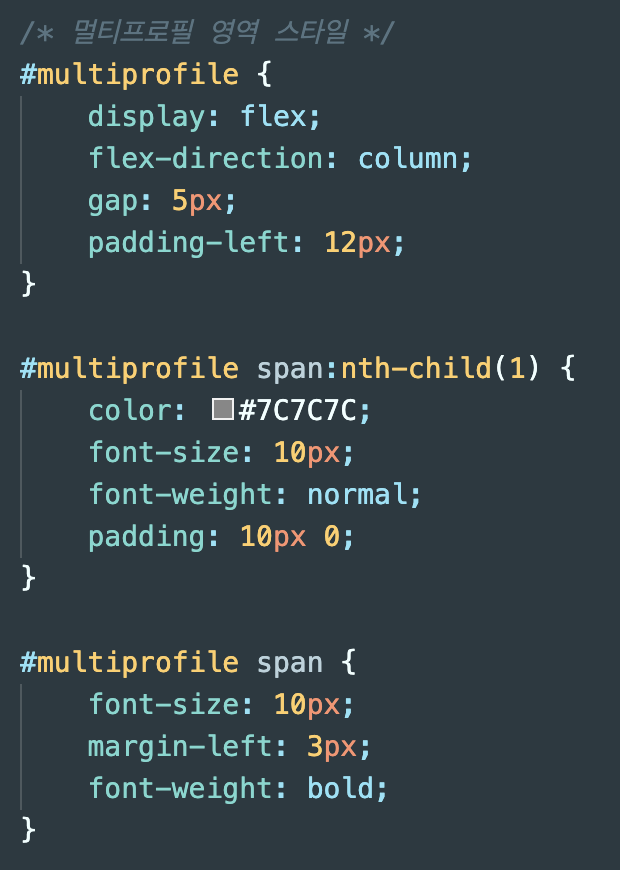 /* 멀티프로필 영역 스타일 */
#multiprofile {
display: flex;
flex-direction: column;
gap: 5px;
padding-left: 12px;
}
#multiprofile span:nth-child(1) {
color: #7C7C7C;
font-size: 10px;
font-weight: normal;
padding: 10px 0;
}
#multiprofile span {
font-size: 10px;
margin-left: 3px;
font-weight: bold;
}